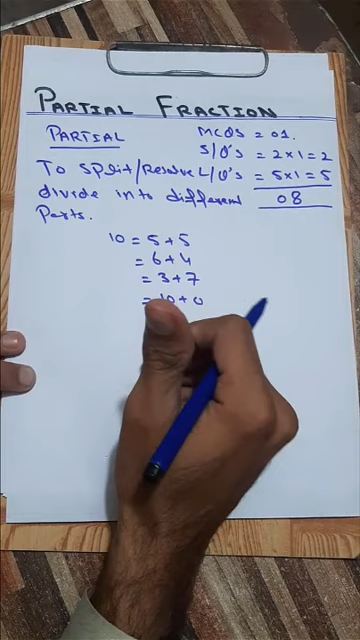 PARTIAL FRACTION
PARTIAL
MCQS = 01.
S/Q's = 2×1 = 2
To Split/Resolve L/Q's = 5×1 = 5
divide into different 08
Parts.
10 = 5+5
= 6+4
= 3+7
= 10+0